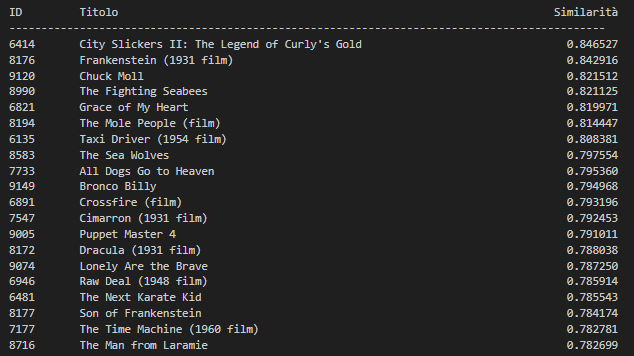 ID Titolo Similarità
--------------------------------------------------------------------------------------------
6414 City Slickers II: The Legend of Curly's Gold 0.846527
8176 Frankenstein (1931 film) 0.842916
9120 Chuck Moll 0.821512
8990 The Fighting Seabees 0.821125
6821 Grace of My Heart 0.819971
8194 The Mole People (film) 0.814447
6135 Taxi Driver (1954 film) 0.808381
8583 The Sea Wolves 0.797554
7733 All Dogs Go to Heaven 0.795360
9149 Bronco Billy 0.794968
6891 Crossfire (film) 0.793196
7547 Cimarron (1931 film) 0.792453
9005 Puppet Master 4 0.791011
8172 Dracula (1931 film) 0.788038
9074 Lonely Are the Brave 0.787250
6946 Raw Deal (1948 film) 0.785914
6481 The Next Karate Kid 0.785543
8177 Son of Frankenstein 0.784174
7177 The Time Machine (1960 film) 0.782781
8716 The Man from Laramie 0.782699